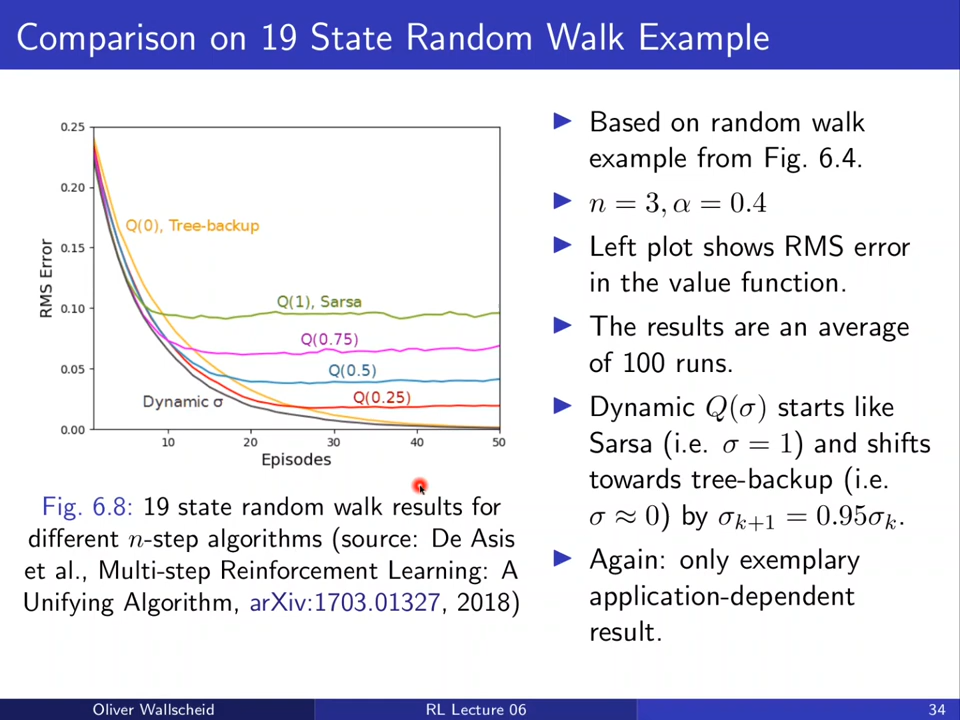 Comparison on 19 State Random Walk Example
0.25
0.20
0.15
0.10
0.05
0.00
RMS Error
Q(0), Tree-backup
Q(1), Sarsa
Q(0.75)
Q(0.5)
Q(0.25)
Dynamic σ
10
20
30
40
50
Episodes
Fig. 6.8: 19 state random walk results for
different n-step algorithms (source: De Asis
et al., Multi-step Reinforcement Learning: A
Unifying Algorithm, arXiv:1703.01327, 2018)
Based on random walk
example from Fig. 6.4.
n = 3, α = 0.4
Left plot shows RMS error
in the value function.
The results are an average
of 100 runs.
Dynamic Q(σ) starts like
Sarsa (i.e. σ = 1) and shifts
towards tree-backup (i.e.
σ ≈ 0) by σₖ₊₁ = 0.95σₖ.
Again: only exemplary
application-dependent
result.
Oliver Wallscheid
RL Lecture 06
34